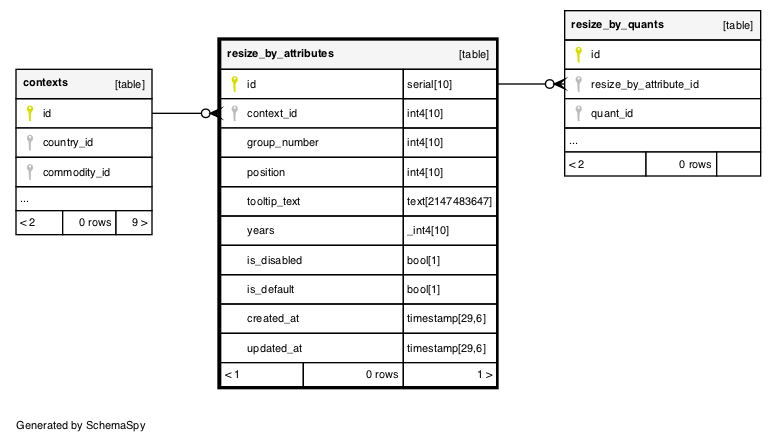 contexts [table]
id
country_id
commodity_id
...
< 2 0 rows 9 >
resize_by_attributes [table]
id serial[10]
context_id int4[10]
group_number int4[10]
position int4[10]
tooltip_text text[2147483647]
years _int4[10]
is_disabled bool[1]
is_default bool[1]
created_at timestamp[29,6]
updated_at timestamp[29,6]
< 1 0 rows 1 >
resize_by_quants [table]
id
resize_by_attribute_id
quant_id
...
< 2 0 rows
Generated by SchemaSpy